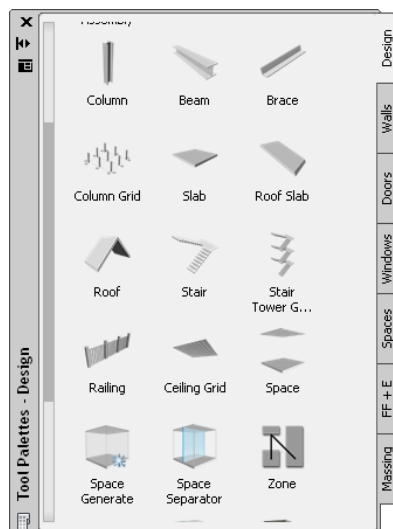 Assembly
Column Beam Brace
Column Grid Slab Roof Slab
Roof Stair Stair
Tower G...
Railing Ceiling Grid Space
Space Space Zone
Generate Separator
Tool Palettes - Design
Design
Walls
Doors
Windows
Spaces
FF + E
Massing